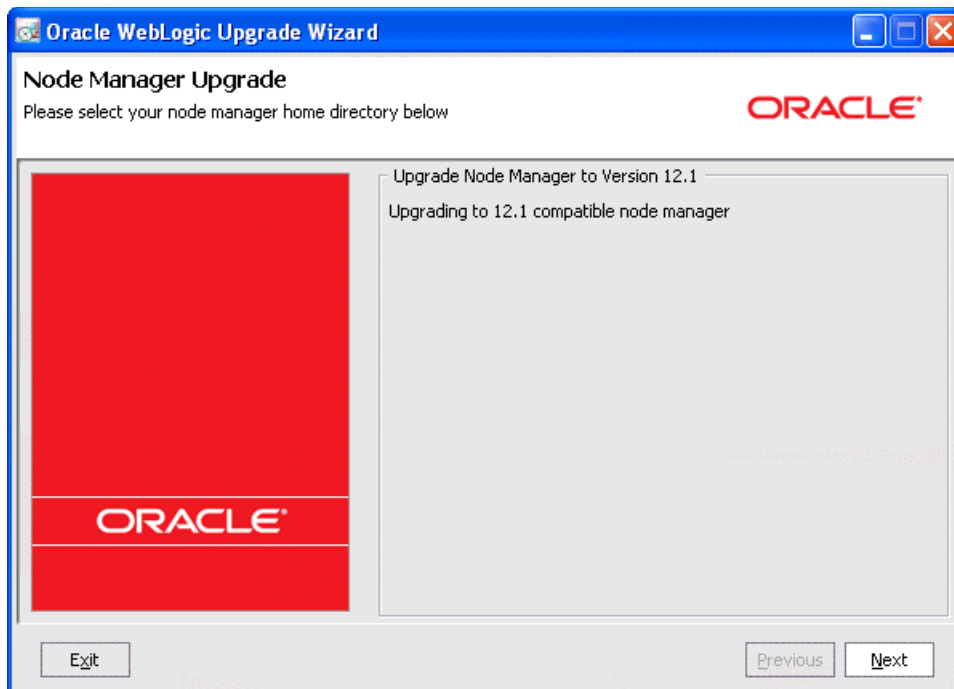 Oracle WebLogic Upgrade Wizard
Node Manager Upgrade
Please select your node manager home directory below
ORACLE®
Upgrade Node Manager to Version 12.1
Upgrading to 12.1 compatible node manager
ORACLE®
Exit
Previous
Next